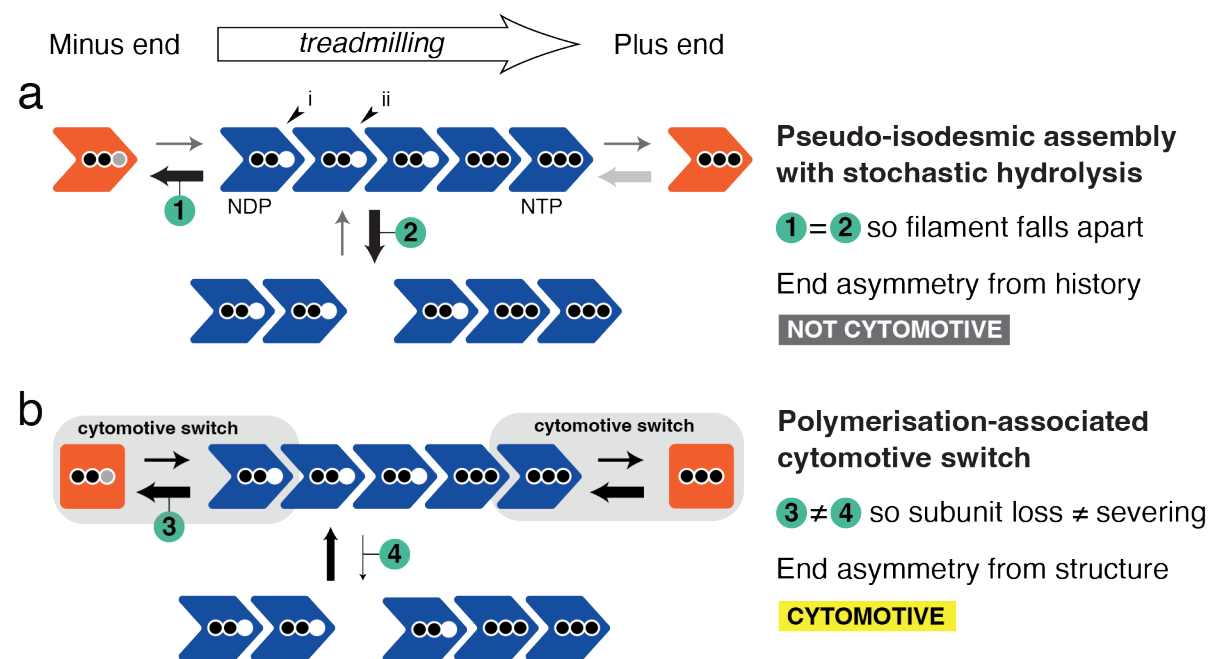 Minus end
treadmilling
Plus end
a
i
ii
Pseudo-isodesmic assembly
with stochastic hydrolysis
1
NDP
NTP
2
1 = 2 so filament falls apart
End asymmetry from history
NOT CYTOMOTIVE
b
cytomotive switch
cytomotive switch
Polymerisation-associated
cytomotive switch
3
3 ≠ 4 so subunit loss ≠ severing
4
End asymmetry from structure
CYTOMOTIVE